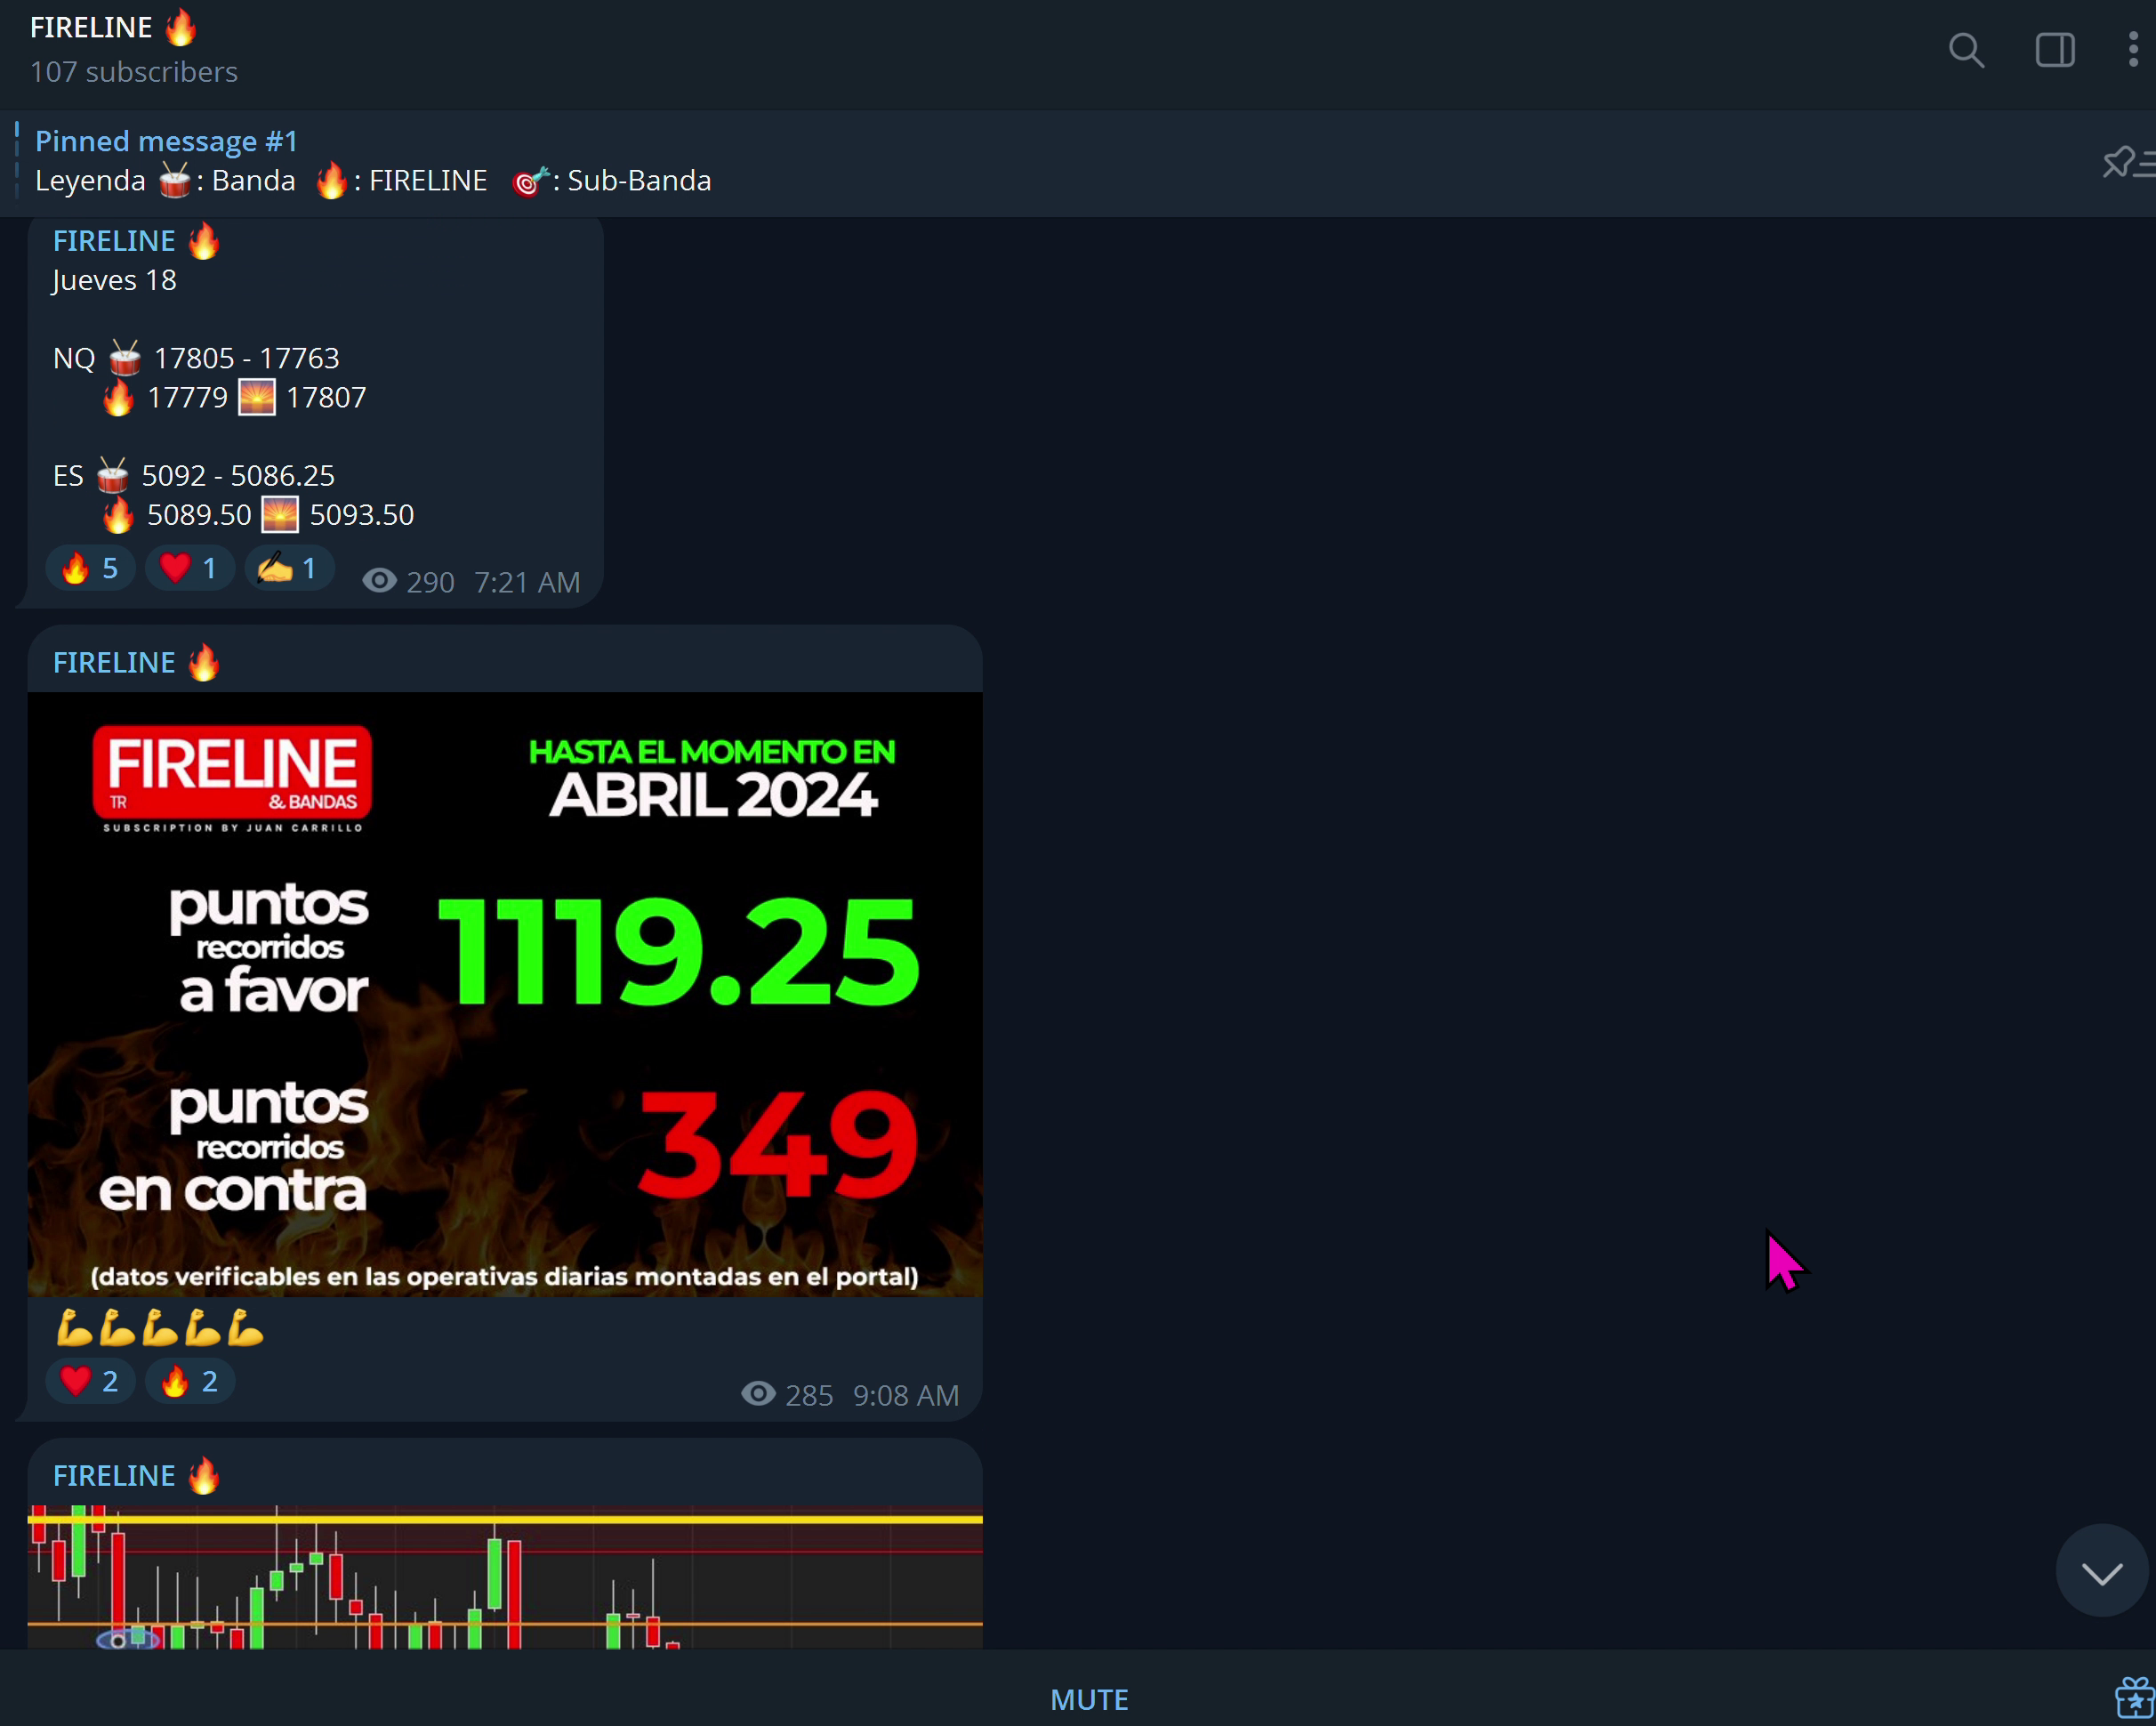 FIRELINE 🔥
107 subscribers
Pinned message #1
Leyenda 🥁: Banda 🔥: FIRELINE 🎯: Sub-Banda
FIRELINE 🔥
Jueves 18
NQ 🥁 17805 - 17763
🔥 17779 🌅 17807
ES 🥁 5092 - 5086.25
🔥 5089.50 🌅 5093.50
🔥 5 ❤️ 1 ✍️ 1 290 7:21 AM
FIRELINE 🔥
FIRELINE
TR & BANDAS
SUBSCRIPTION BY JUAN CARRILLO
HASTA EL MOMENTO EN
ABRIL 2024
puntos
recorridos
a favor
1119.25
puntos
recorridos
en contra
349
(datos verificables en las operativas diarias montadas en el portal)
💪💪💪💪💪
❤️ 2 🔥 2 285 9:08 AM
FIRELINE 🔥
MUTE